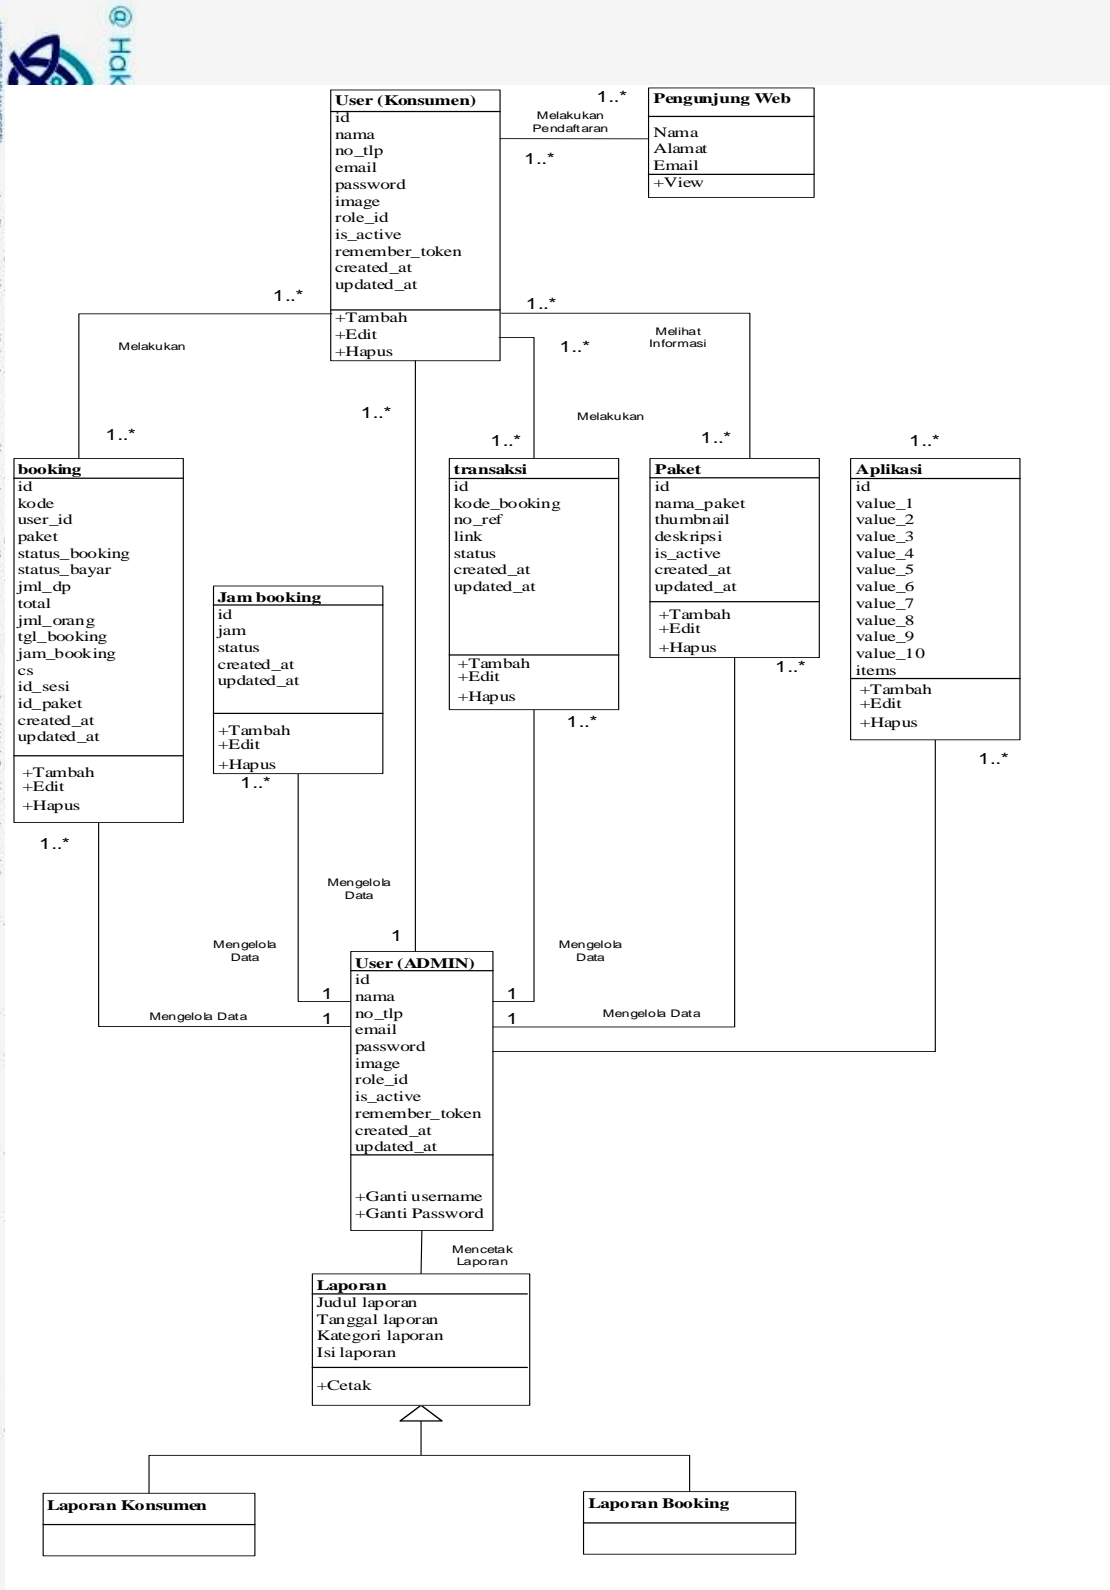 @ Hak
User (Konsumen)
id
nama
no_tlp
email
password
image
role_id
is_active
remember_token
created_at
updated_at
+Tambah
+Edit
+Hapus
1..*
Melakukan
Pendaftaran
1..*
Pengunjung Web
Nama
Alamat
Email
+View
1..*
Melakukan
1..*
1..*
1..*
Melihat
Informasi
1..*
Melakukan
1..*
1..*
1..*
booking
id
kode
user_id
paket
status_booking
status_bayar
jml_dp
total
jml_orang
tgl_booking
jam_booking
cs
id_sesi
id_paket
created_at
updated_at
+Tambah
+Edit
+Hapus
1..*
Jam booking
id
jam
status
created_at
updated_at
+Tambah
+Edit
+Hapus
1..*
transaksi
id
kode_booking
no_ref
link
status
created_at
updated_at
+Tambah
+Edit
+Hapus
1..*
Paket
id
nama_paket
thumbnail
deskripsi
is_active
created_at
updated_at
+Tambah
+Edit
+Hapus
1..*
Aplikasi
id
value_1
value_2
value_3
value_4
value_5
value_6
value_7
value_8
value_9
value_10
items
+Tambah
+Edit
+Hapus
1..*
Mengelola
Data
1
Mengelola
Data
1
Mengelola Data
1
Mengelola
Data
1
Mengelola Data
1
User (ADMIN)
id
nama
no_tlp
email
password
image
role_id
is_active
remember_token
created_at
updated_at
+Ganti username
+Ganti Password
Mencetak
Laporan
Laporan
Judul laporan
Tanggal laporan
Kategori laporan
Isi laporan
+Cetak
Laporan Konsumen
Laporan Booking